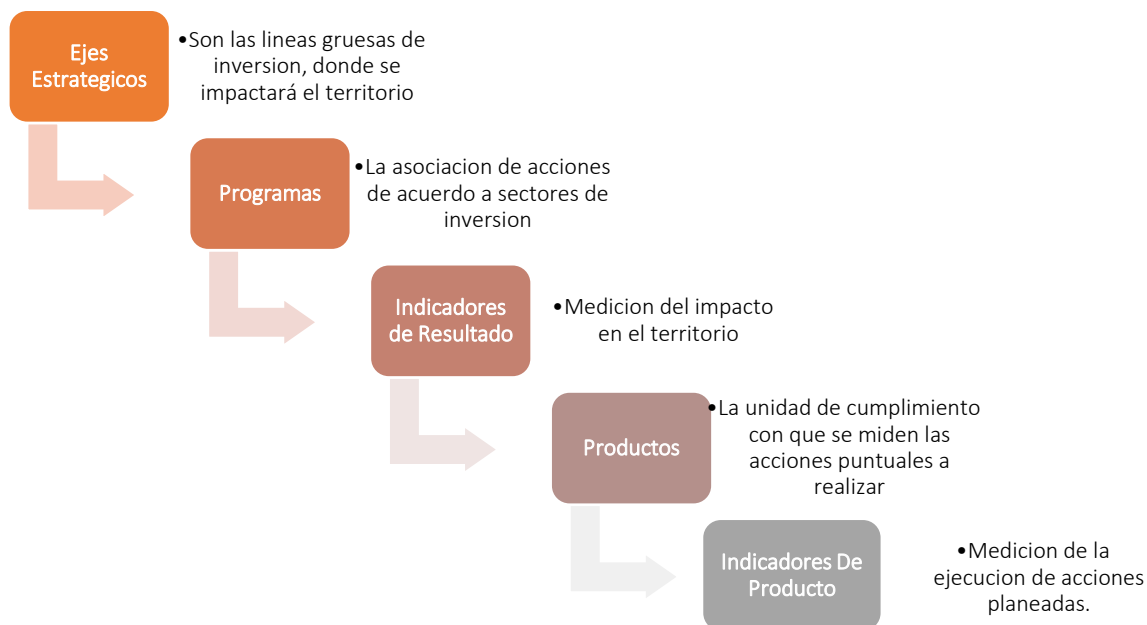 Ejes
Estrategicos
•Son las lineas gruesas de
inversion, donde se
impactará el territorio
Programas
•La asociacion de acciones
de acuerdo a sectores de
inversion
Indicadores
de Resultado
•Medicion del impacto
en el territorio
Productos
•La unidad de cumplimiento
con que se miden las
acciones puntuales a
realizar
Indicadores De
Producto
•Medicion de la
ejecucion de acciones
planeadas.